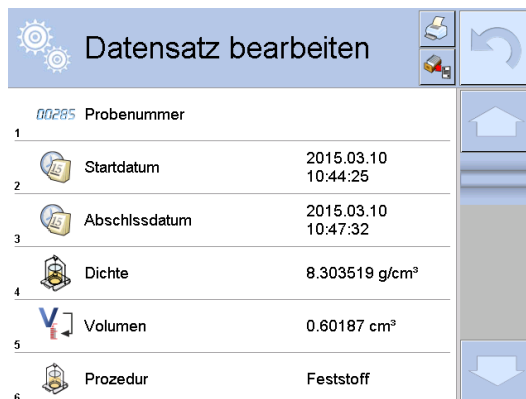 Datensatz bearbeiten
00285 Probenummer
1
Startdatum 2015.03.10
10:44:25
2
Abschlssdatum 2015.03.10
10:47:32
3
Dichte 8.303519 g/cm³
4
Volumen 0.60187 cm³
5
Prozedur Feststoff
6